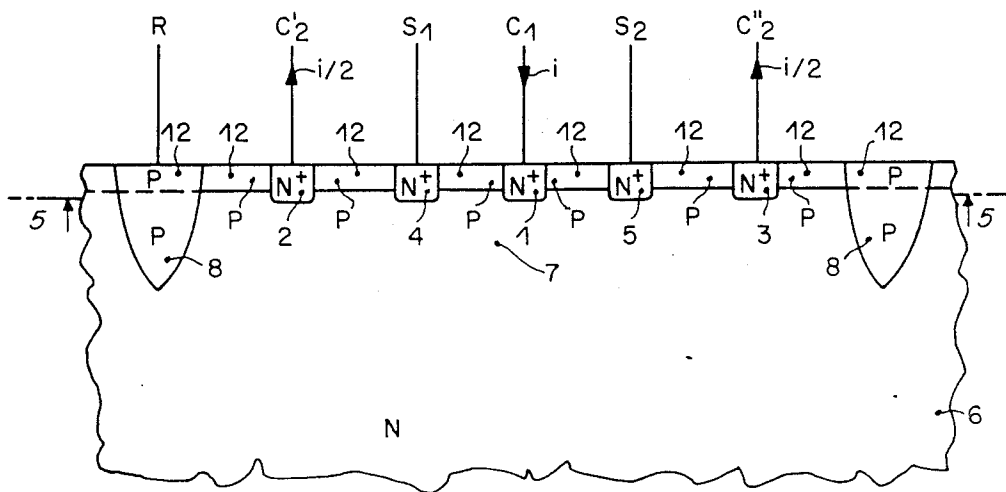 R C'2 S1 C1 S2 C"2
i/2 i i/2
12 12 12 12 12 12 12 12
P N+ N+ N+ N+ N+ P
5 P P P P P P 5
2 4 1 5 3
P 8 7 8 P
6
N